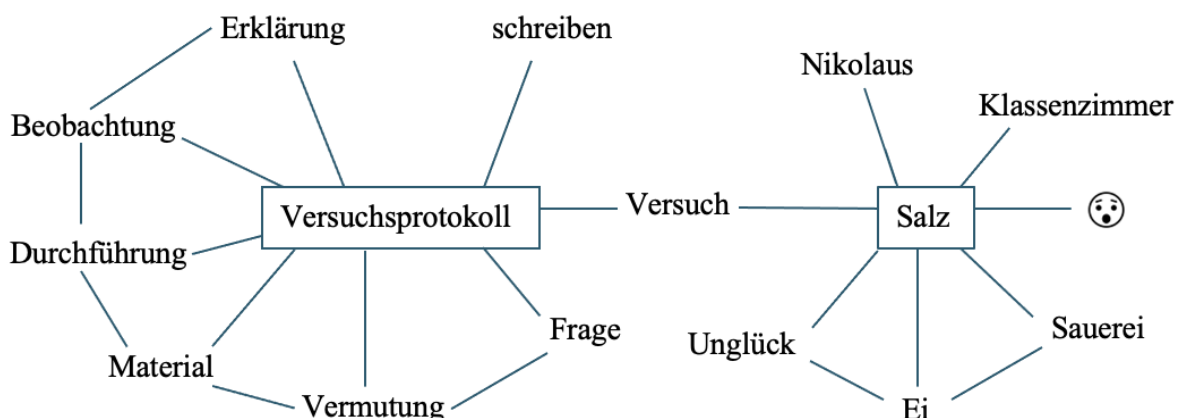 Erklärung
schreiben
Nikolaus
Klassenzimmer
Beobachtung
Versuchsprotokoll
Versuch
Salz
Durchführung
Frage
Unglück
Sauerei
Material
Vermutung
Ei